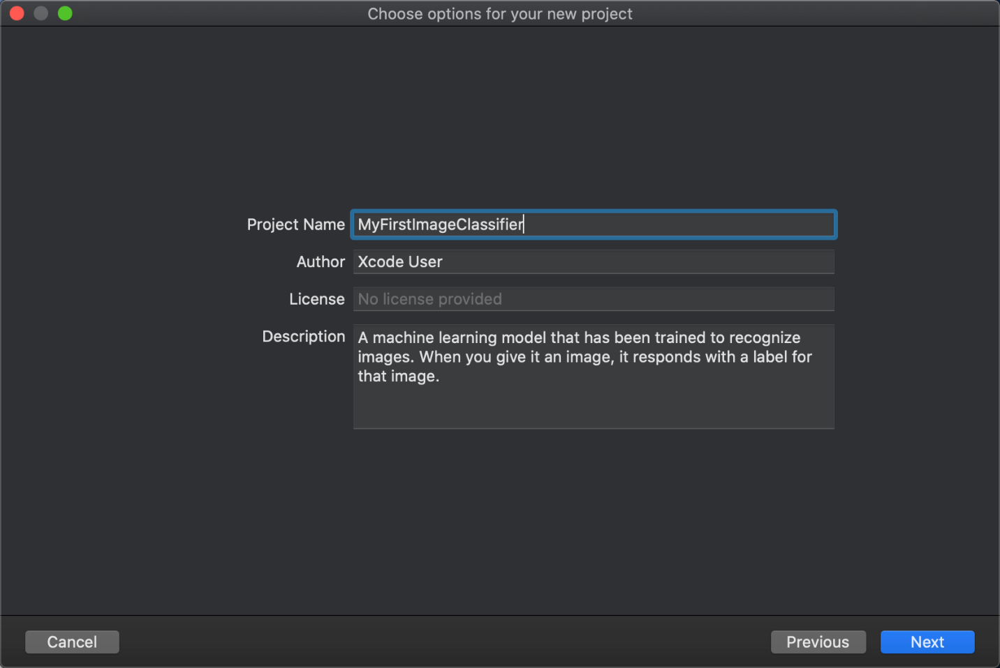 Choose options for your new project
Project Name MyFirstImageClassifier
Author Xcode User
License No license provided
Description A machine learning model that has been trained to recognize
images. When you give it an image, it responds with a label for
that image.
Cancel Previous Next